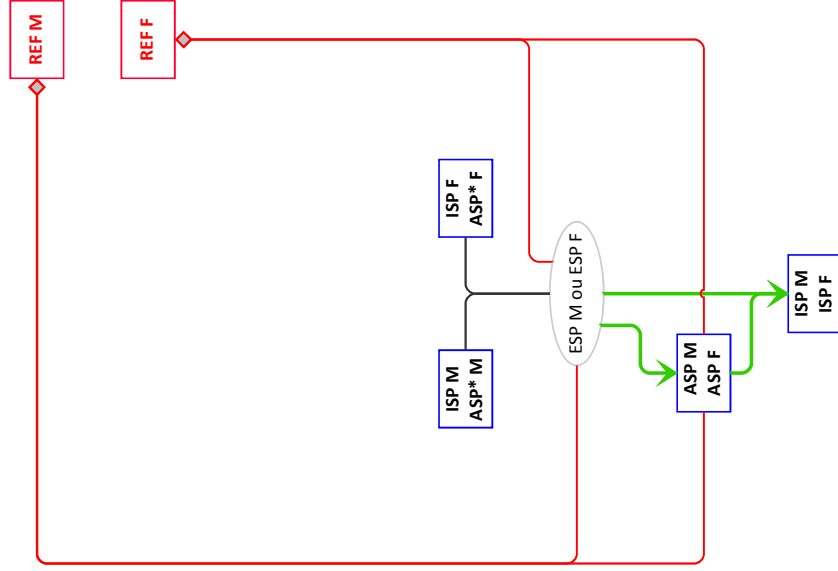 REF M
REF F
ISP F
ASP* F
ISP M
ASP* M
ESP M ou ESP F
ASP M
ASP F
ISP M
ISP F